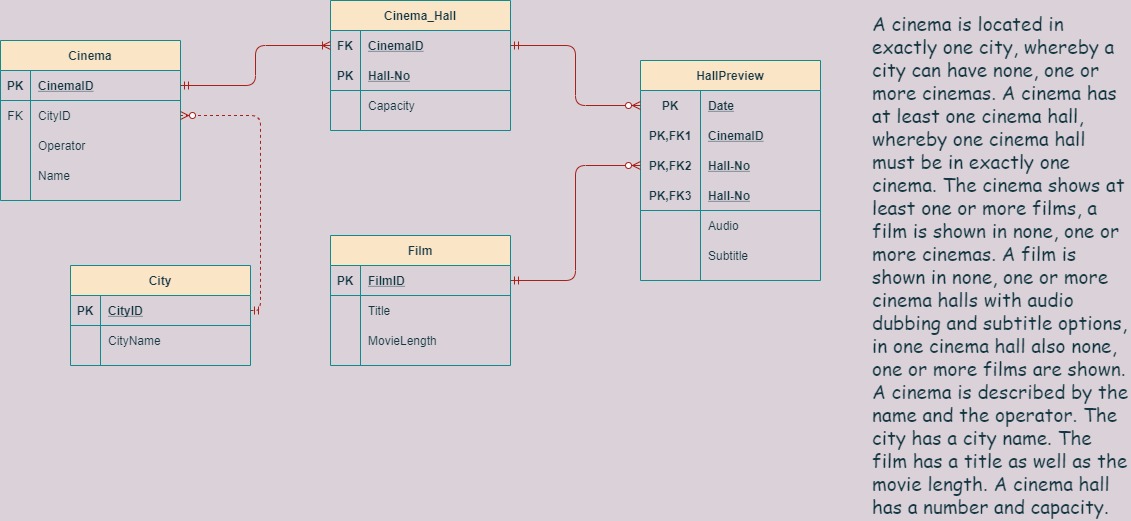 Cinema
PK CinemaID
FK CityID
Operator
Name
City
PK CityID
CityName
Cinema_Hall
FK CinemaID
PK Hall-No
Capacity
Film
PK FilmID
Title
MovieLength
HallPreview
PK Date
PK,FK1 CinemaID
PK,FK2 Hall-No
PK,FK3 Hall-No
Audio
Subtitle
A cinema is located in
exactly one city, whereby a
city can have none, one or
more cinemas. A cinema has
at least one cinema hall,
whereby one cinema hall
must be in exactly one
cinema. The cinema shows at
least one or more films, a
film is shown in none, one or
more cinemas. A film is
shown in none, one or more
cinema halls with audio
dubbing and subtitle options,
in one cinema hall also none,
one or more films are shown.
A cinema is described by the
name and the operator. The
city has a city name. The
film has a title as well as the
movie length. A cinema hall
has a number and capacity.